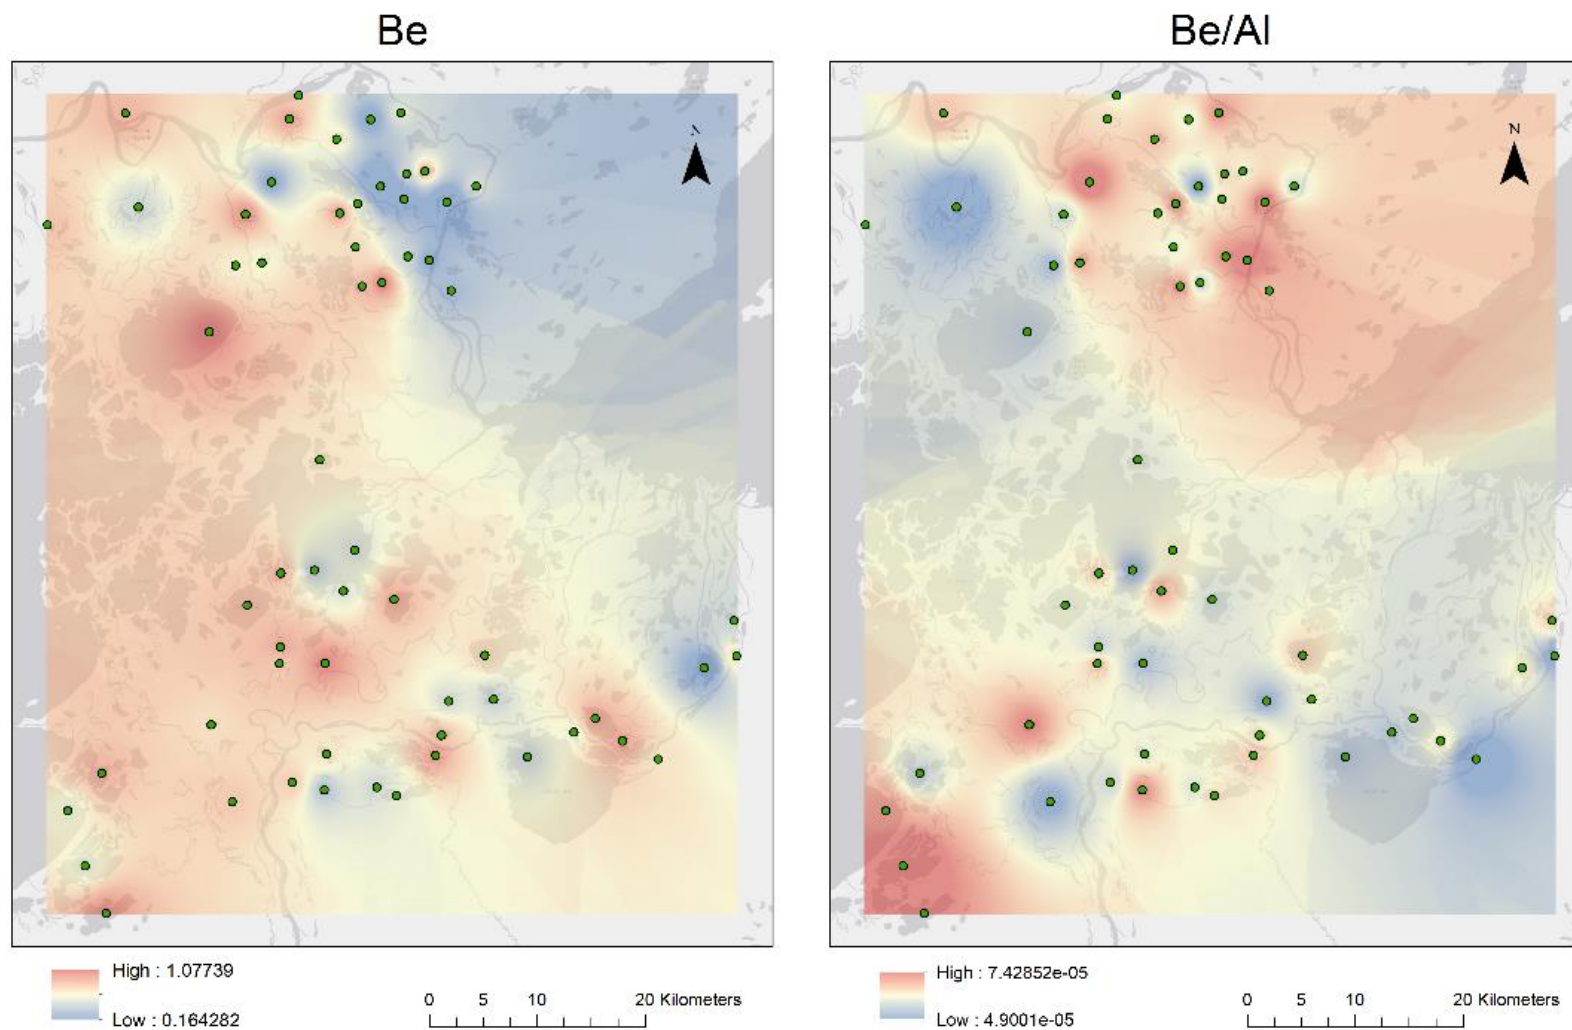 Be
Be/Al
N
N
High : 1.07739
Low : 0.164282
0 5 10 20 Kilometers
High : 7.42852e-05
Low : 4.9001e-05
0 5 10 20 Kilometers